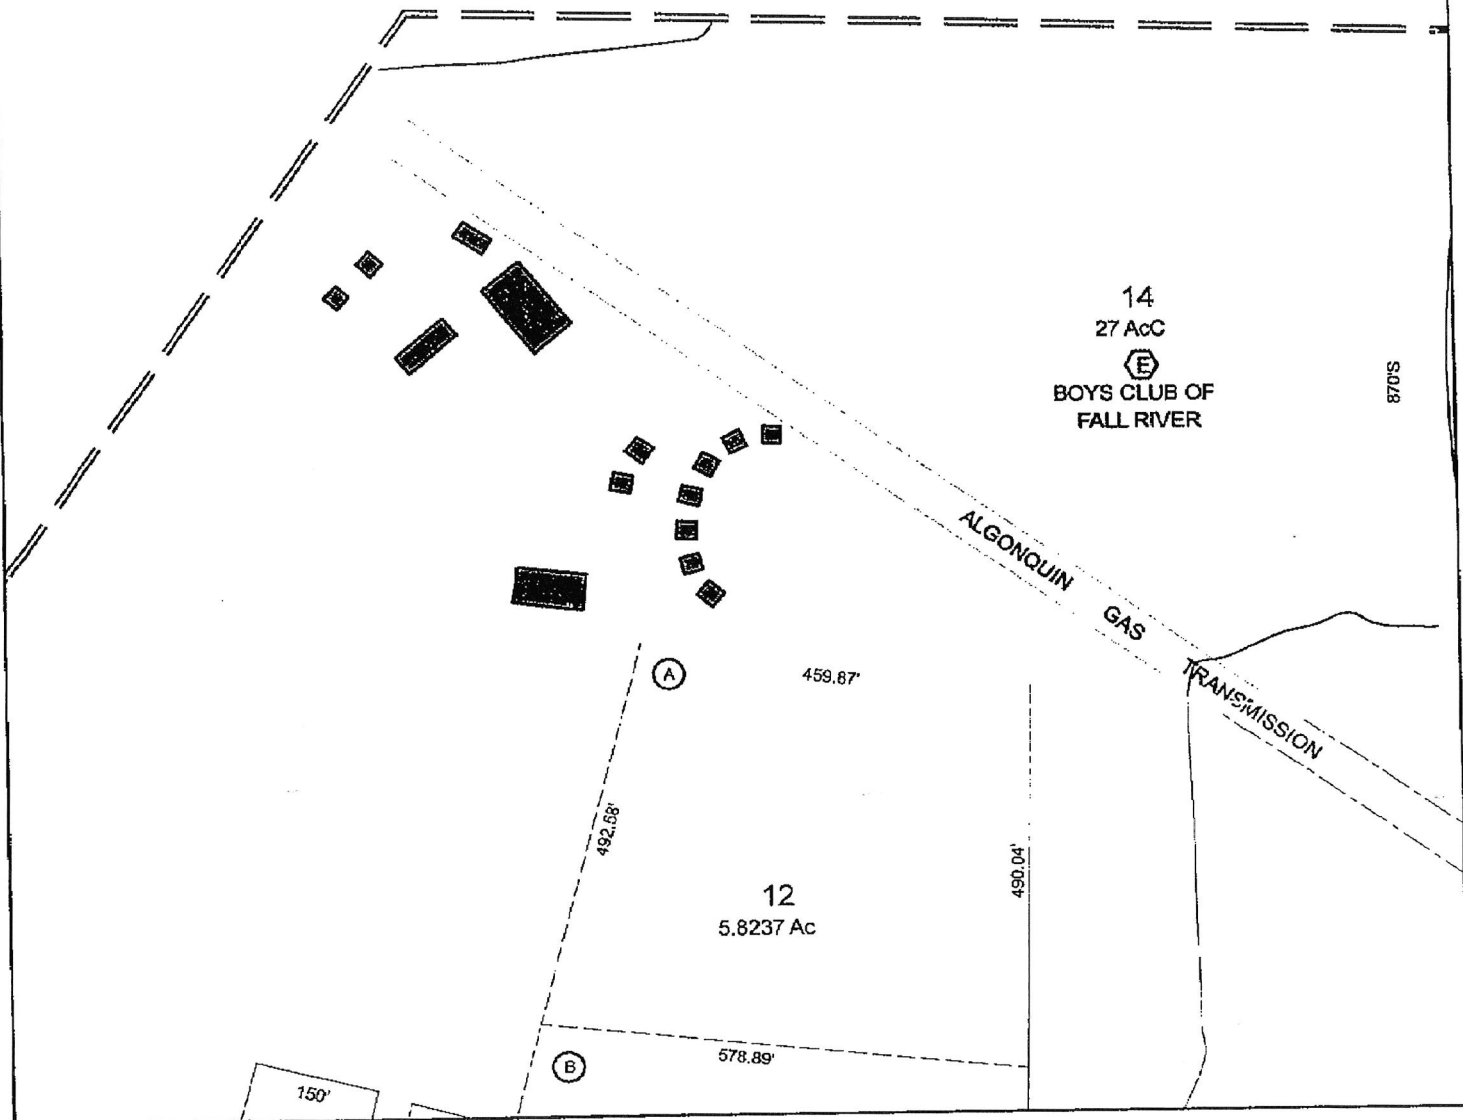 14
27 AcC
E
BOYS CLUB OF
FALL RIVER
870'S
ALGONQUIN GAS TRANSMISSION
A
459.87'
492.68'
490.04'
12
5.8237 Ac
578.89'
B
150'